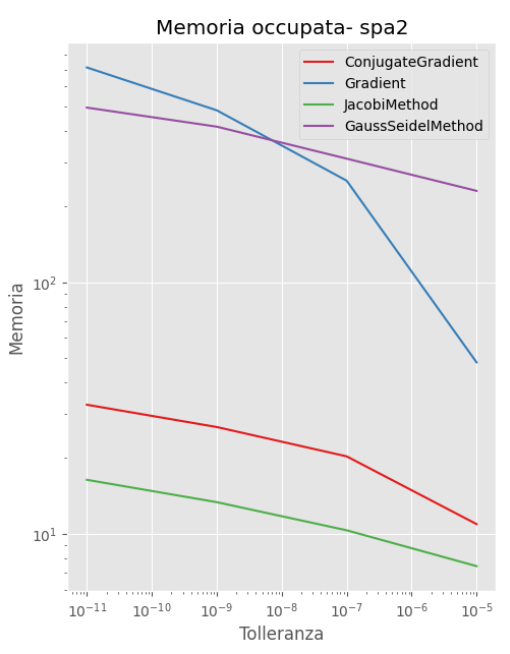 Memoria occupata- spa2
ConjugateGradient
Gradient
JacobiMethod
GaussSeidelMethod
Memoria
10²
10¹
10⁻¹¹ 10⁻¹⁰ 10⁻⁹ 10⁻⁸ 10⁻⁷ 10⁻⁶ 10⁻⁵
Tolleranza